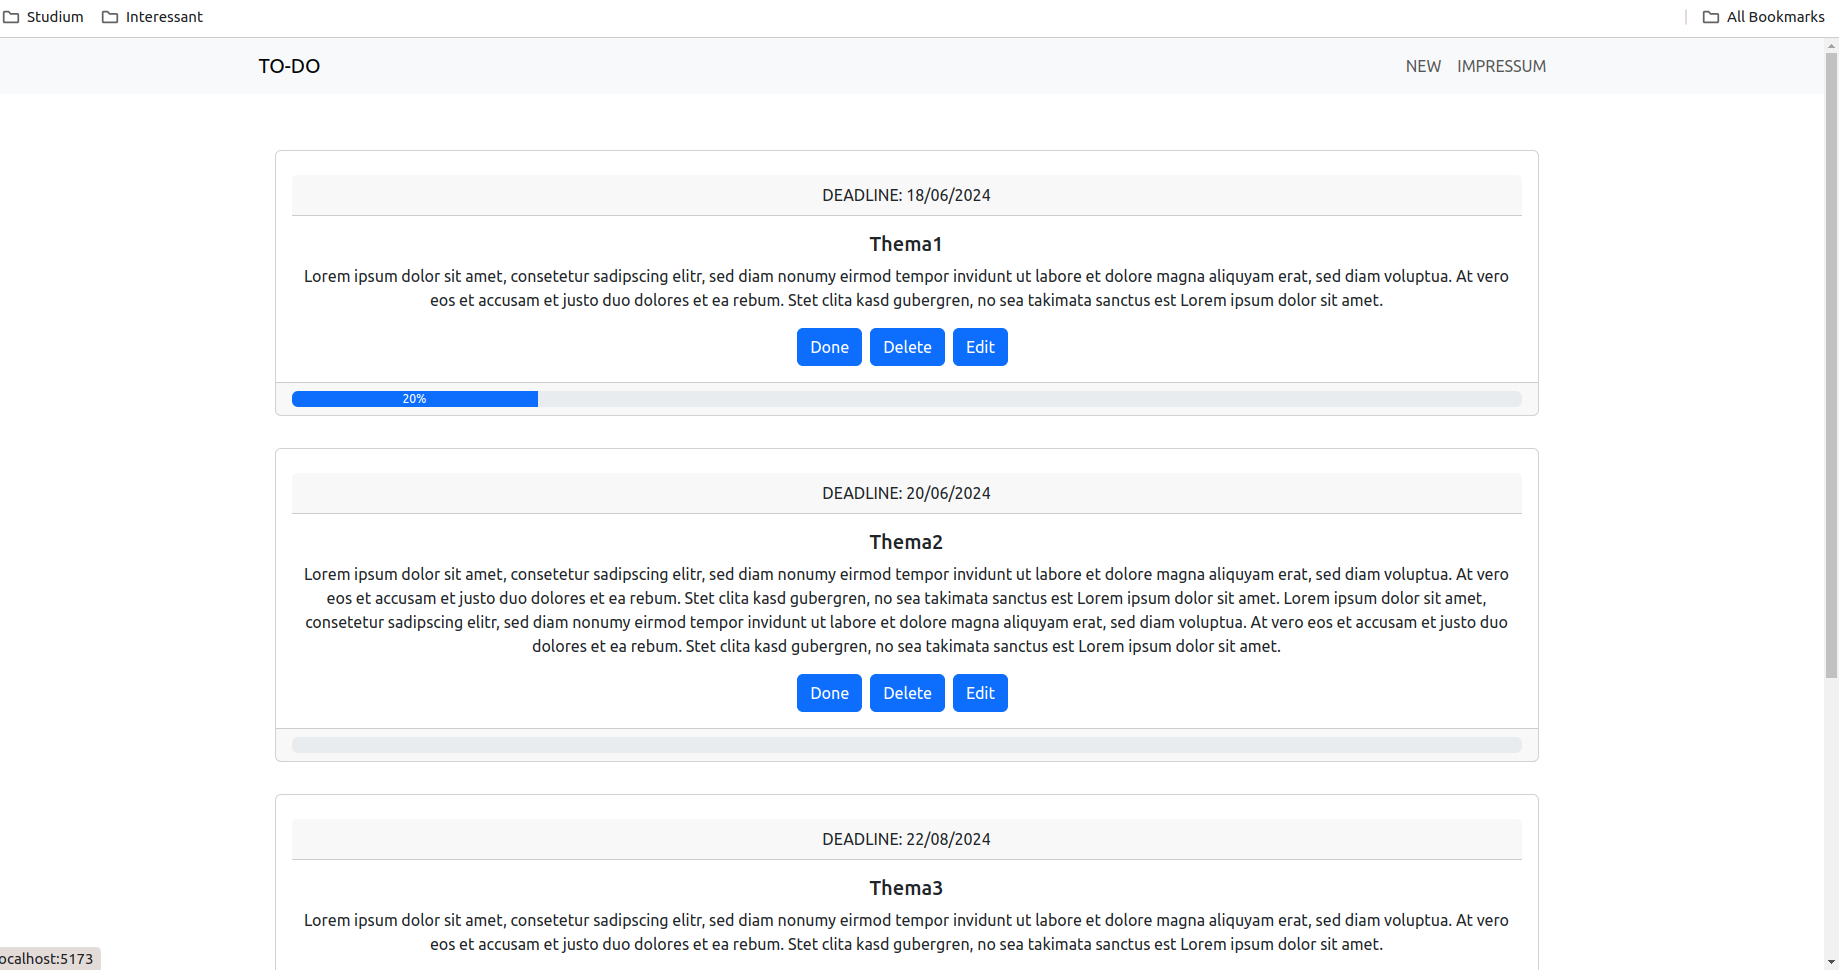 Studium Interessant All Bookmarks
TO-DO NEW IMPRESSUM
DEADLINE: 18/06/2024
Thema1
Lorem ipsum dolor sit amet, consetetur sadipscing elitr, sed diam nonumy eirmod tempor invidunt ut labore et dolore magna aliquyam erat, sed diam voluptua. At vero
eos et accusam et justo duo dolores et ea rebum. Stet clita kasd gubergren, no sea takimata sanctus est Lorem ipsum dolor sit amet.
Done Delete Edit
20%
DEADLINE: 20/06/2024
Thema2
Lorem ipsum dolor sit amet, consetetur sadipscing elitr, sed diam nonumy eirmod tempor invidunt ut labore et dolore magna aliquyam erat, sed diam voluptua. At vero
eos et accusam et justo duo dolores et ea rebum. Stet clita kasd gubergren, no sea takimata sanctus est Lorem ipsum dolor sit amet. Lorem ipsum dolor sit amet,
consetetur sadipscing elitr, sed diam nonumy eirmod tempor invidunt ut labore et dolore magna aliquyam erat, sed diam voluptua. At vero eos et accusam et justo duo
dolores et ea rebum. Stet clita kasd gubergren, no sea takimata sanctus est Lorem ipsum dolor sit amet.
Done Delete Edit
DEADLINE: 22/08/2024
Thema3
Lorem ipsum dolor sit amet, consetetur sadipscing elitr, sed diam nonumy eirmod tempor invidunt ut labore et dolore magna aliquyam erat, sed diam voluptua. At vero
eos et accusam et justo duo dolores et ea rebum. Stet clita kasd gubergren, no sea takimata sanctus est Lorem ipsum dolor sit amet.
ocalhost:5173